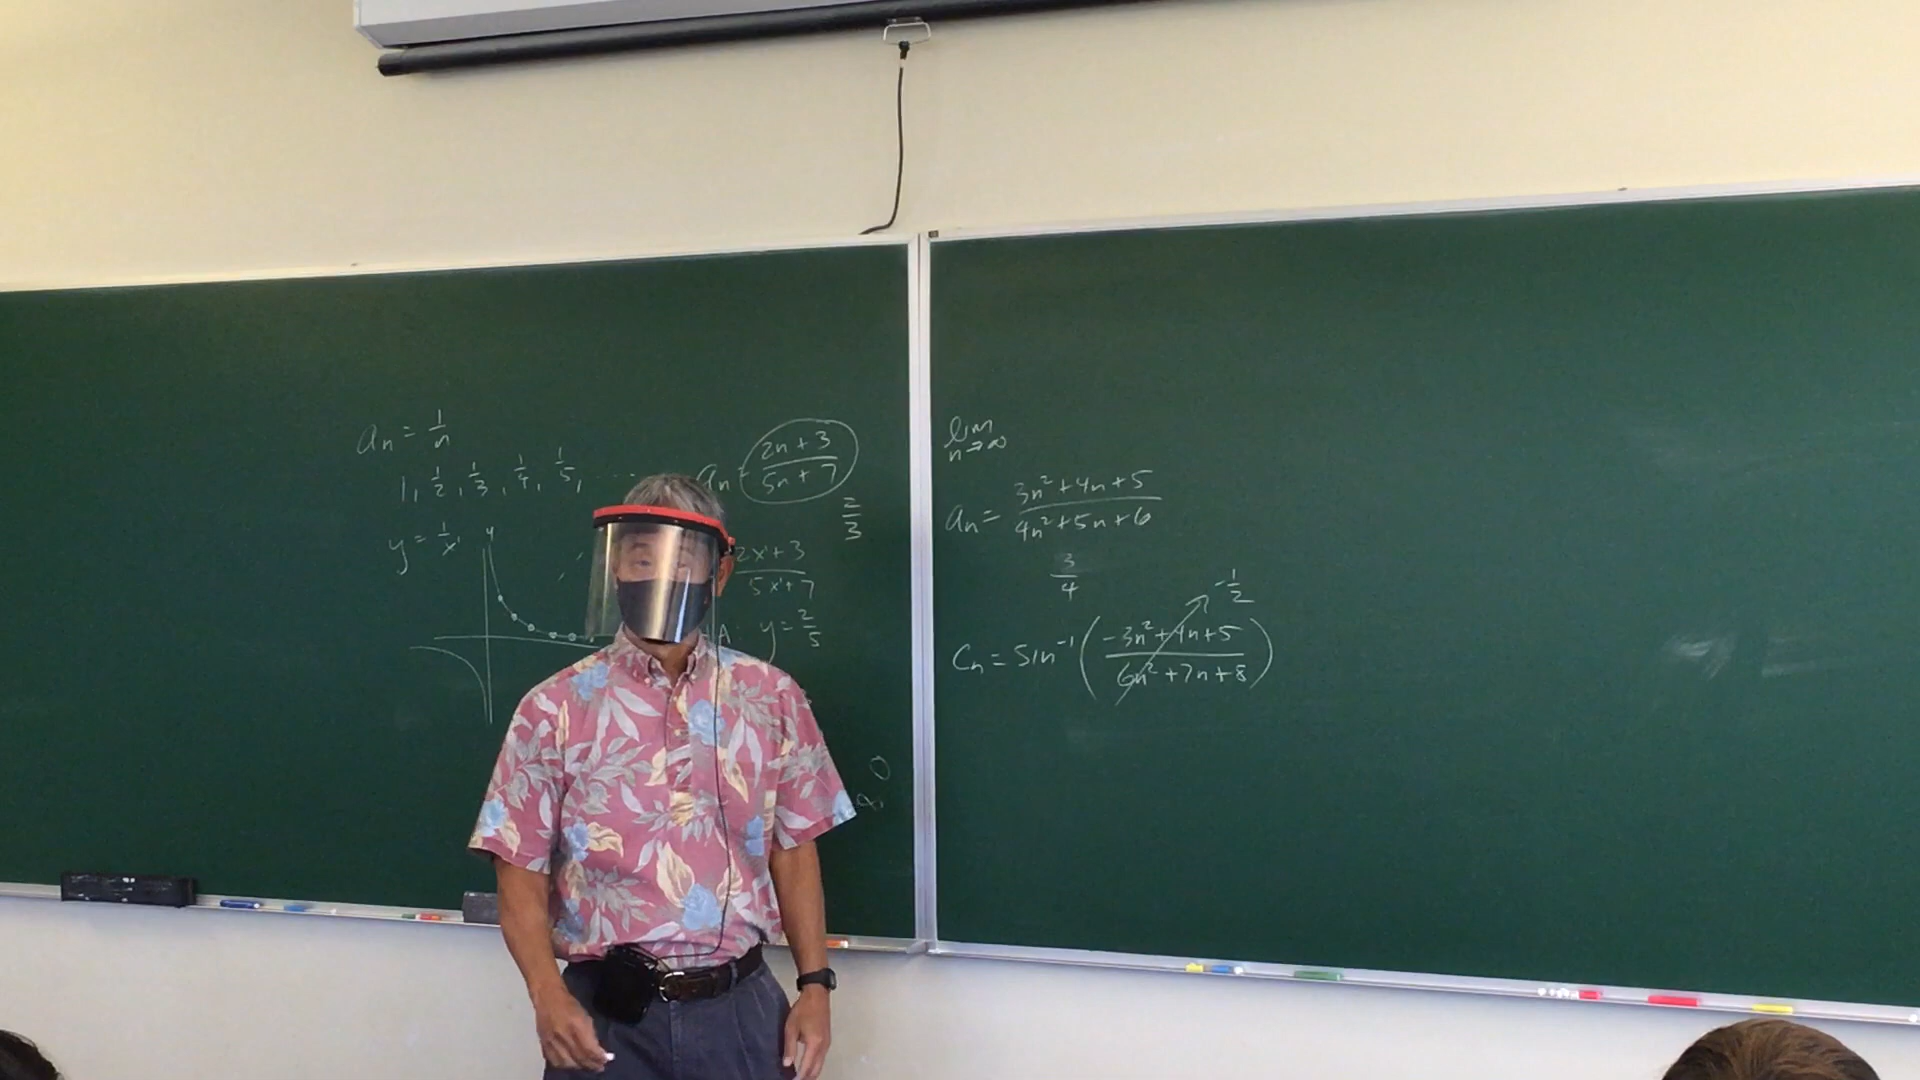 aₙ = 1/n
1, 1/2, 1/3, 1/4, 1/5, ...
y = 1/x
y
aₙ = (2n + 3)/(5n + 7)
2/3
(2x + 3)/(5x + 7)
A. y = 2/5
0
∞
lim n→∞
aₙ = (3n² + 4n + 5)/(4n² + 5n + 6)
3/4
-1/2
Cₙ = Sin⁻¹((-3n² + 4n + 5)/(6n² + 7n + 8))